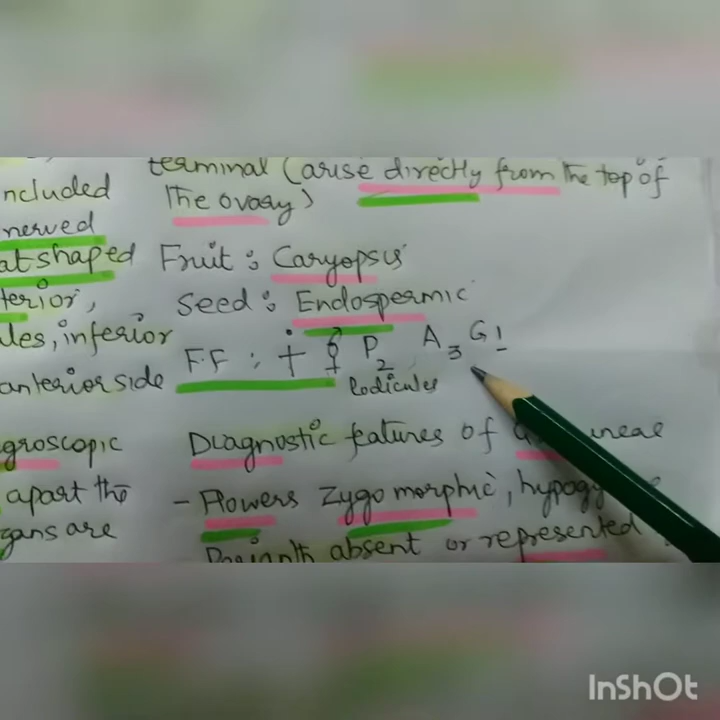 ncluded
nerved
at shaped
terior,
les, inferior
anterior side
groscopic
apart the
gans are
terminal (arise directly from the top of
the ovary)
Fruit : Caryopsis
Seed : Endospermic
F.F : † ⚥ P2 A3 G1
lodicules
Diagnostic features of
- Flowers Zygomorphic,
Perianth absent or represented
InShOt